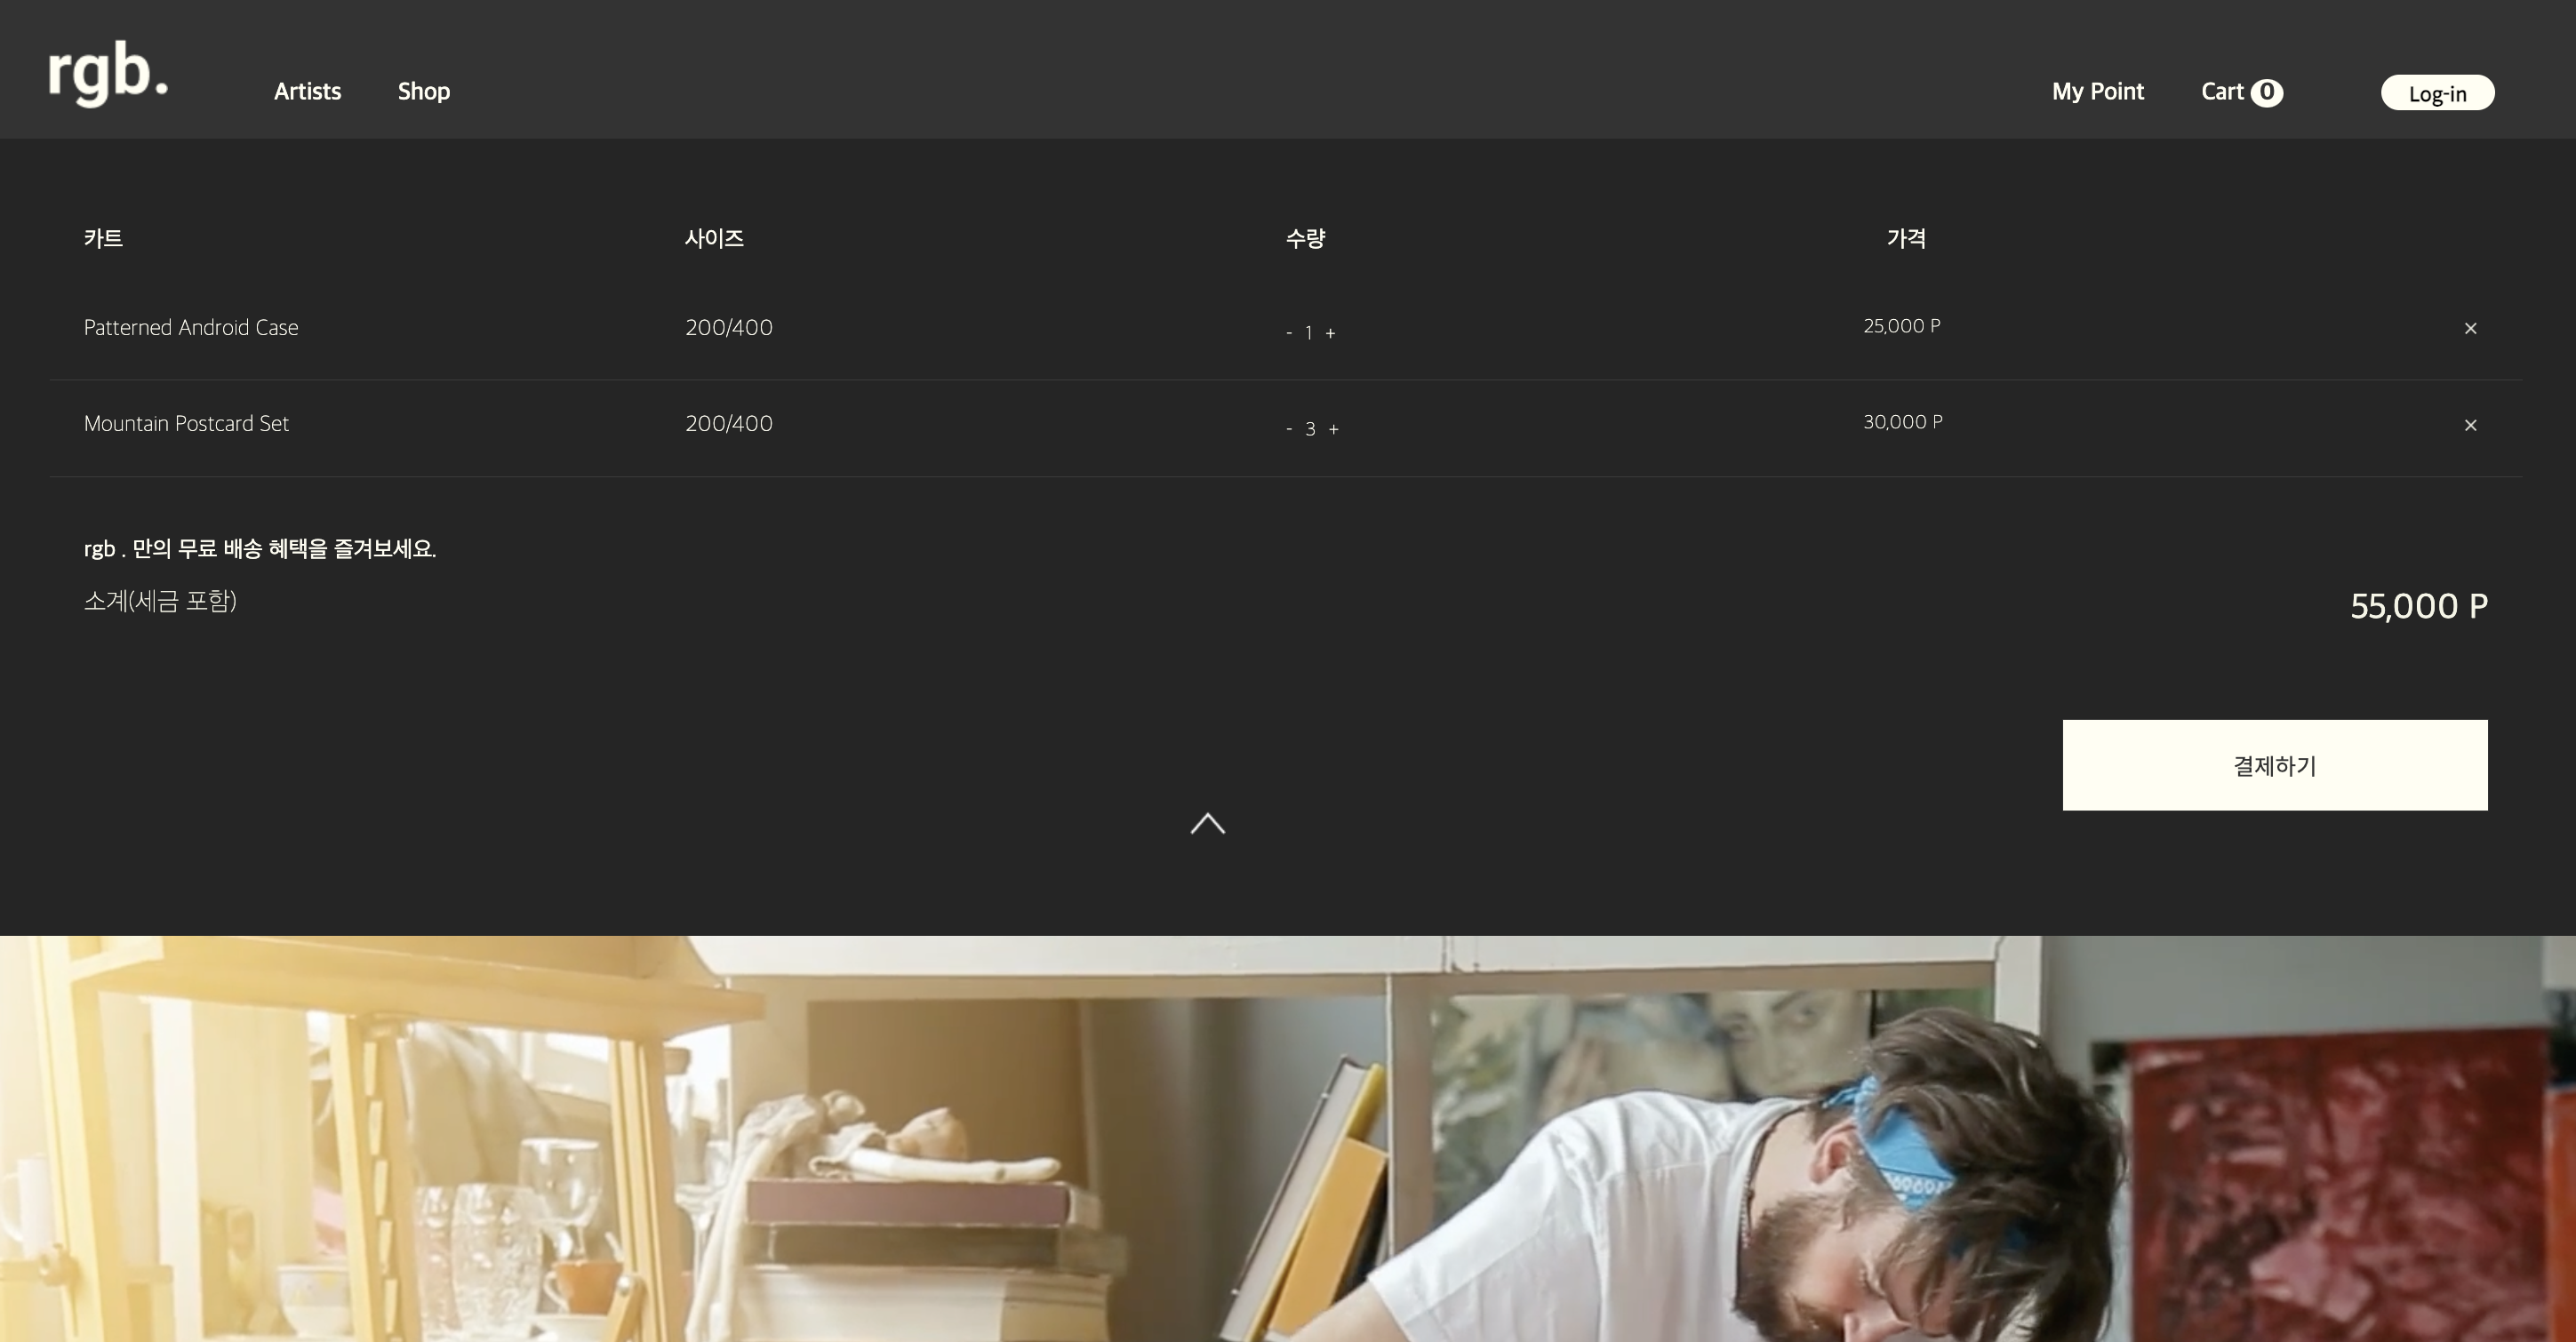 rgb.
Artists Shop My Point Cart 0 Log-in
카트 사이즈 수량 가격
Patterned Android Case 200/400 - 1 + 25,000 P ×
Mountain Postcard Set 200/400 - 3 + 30,000 P ×
rgb . 만의 무료 배송 혜택을 즐겨보세요.
소계(세금 포함) 55,000 P
결제하기